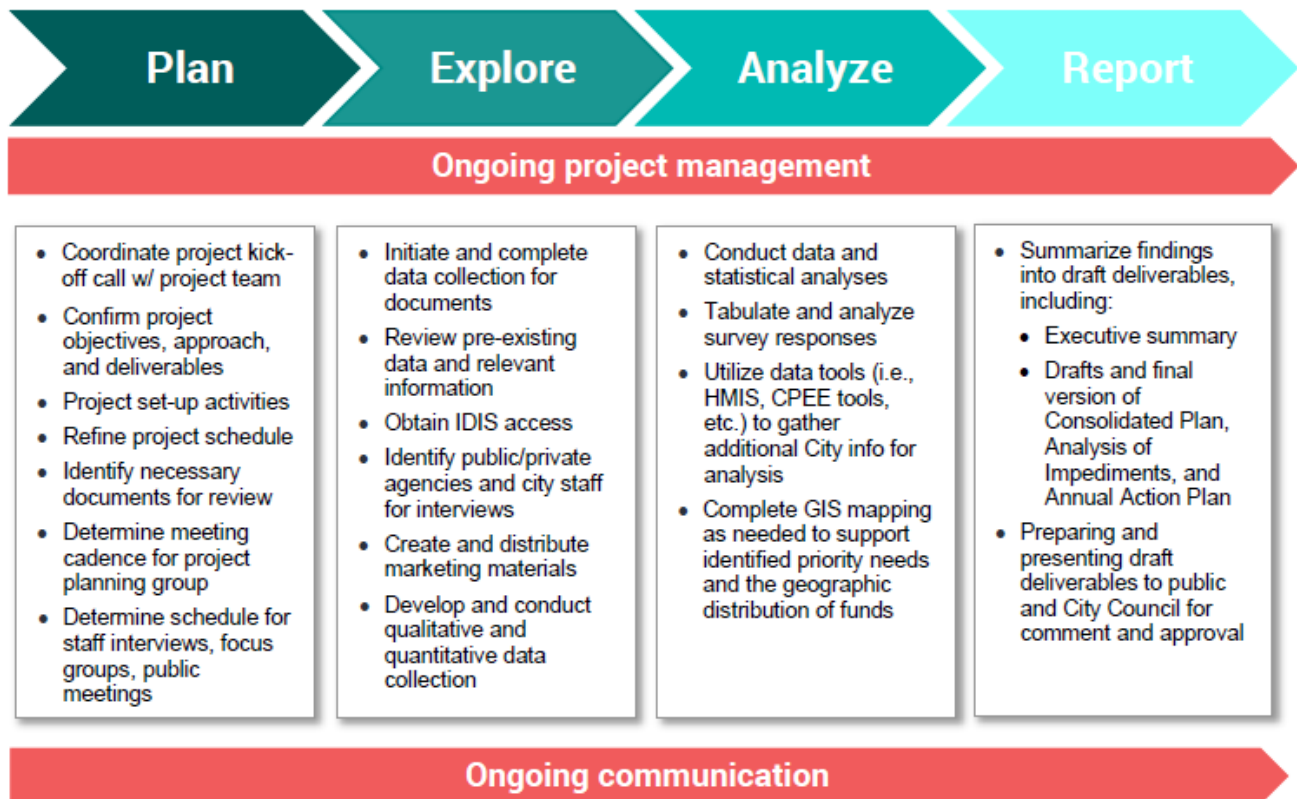 Plan
Explore
Analyze
Report
Ongoing project management
• Coordinate project kick-
off call w/ project team
• Confirm project
objectives, approach,
and deliverables
• Project set-up activities
• Refine project schedule
• Identify necessary
documents for review
• Determine meeting
cadence for project
planning group
• Determine schedule for
staff interviews, focus
groups, public
meetings
• Initiate and complete
data collection for
documents
• Review pre-existing
data and relevant
information
• Obtain IDIS access
• Identify public/private
agencies and city staff
for interviews
• Create and distribute
marketing materials
• Develop and conduct
qualitative and
quantitative data
collection
• Conduct data and
statistical analyses
• Tabulate and analyze
survey responses
• Utilize data tools (i.e.,
HMIS, CPEE tools,
etc.) to gather
additional City info for
analysis
• Complete GIS mapping
as needed to support
identified priority needs
and the geographic
distribution of funds
• Summarize findings
into draft deliverables,
including:
• Executive summary
• Drafts and final
version of
Consolidated Plan,
Analysis of
Impediments, and
Annual Action Plan
• Preparing and
presenting draft
deliverables to public
and City Council for
comment and approval
Ongoing communication